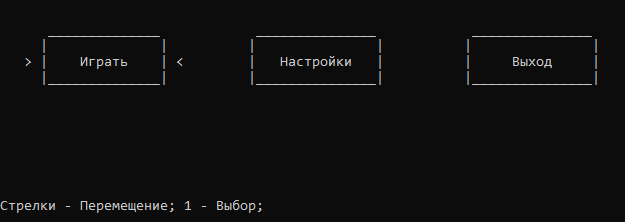 > Играть < Настройки Выход
Стрелки - Перемещение; 1 - Выбор;